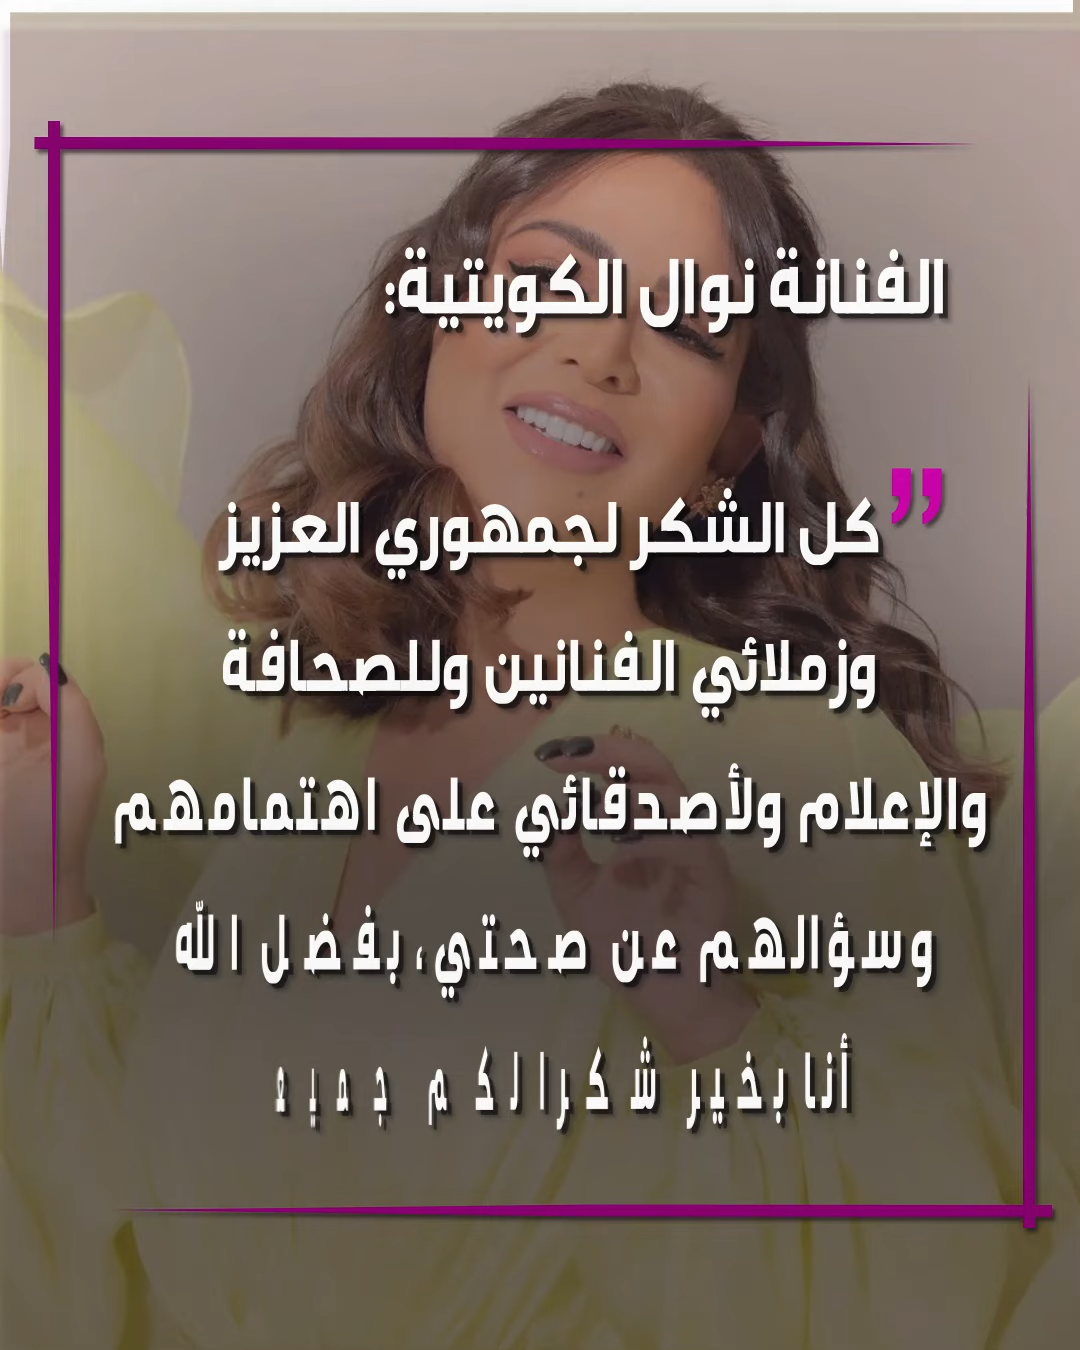 الفنانة نوال الكويتية:
”كل الشكر لجمهوري العزيز
وزملائي الفنانين وللصحافة
والإعلام ولأصدقائي على اهتمامهم
وسؤالهم عن صحتي، بفضل الله
أنا بخير شكرا لكم جميع